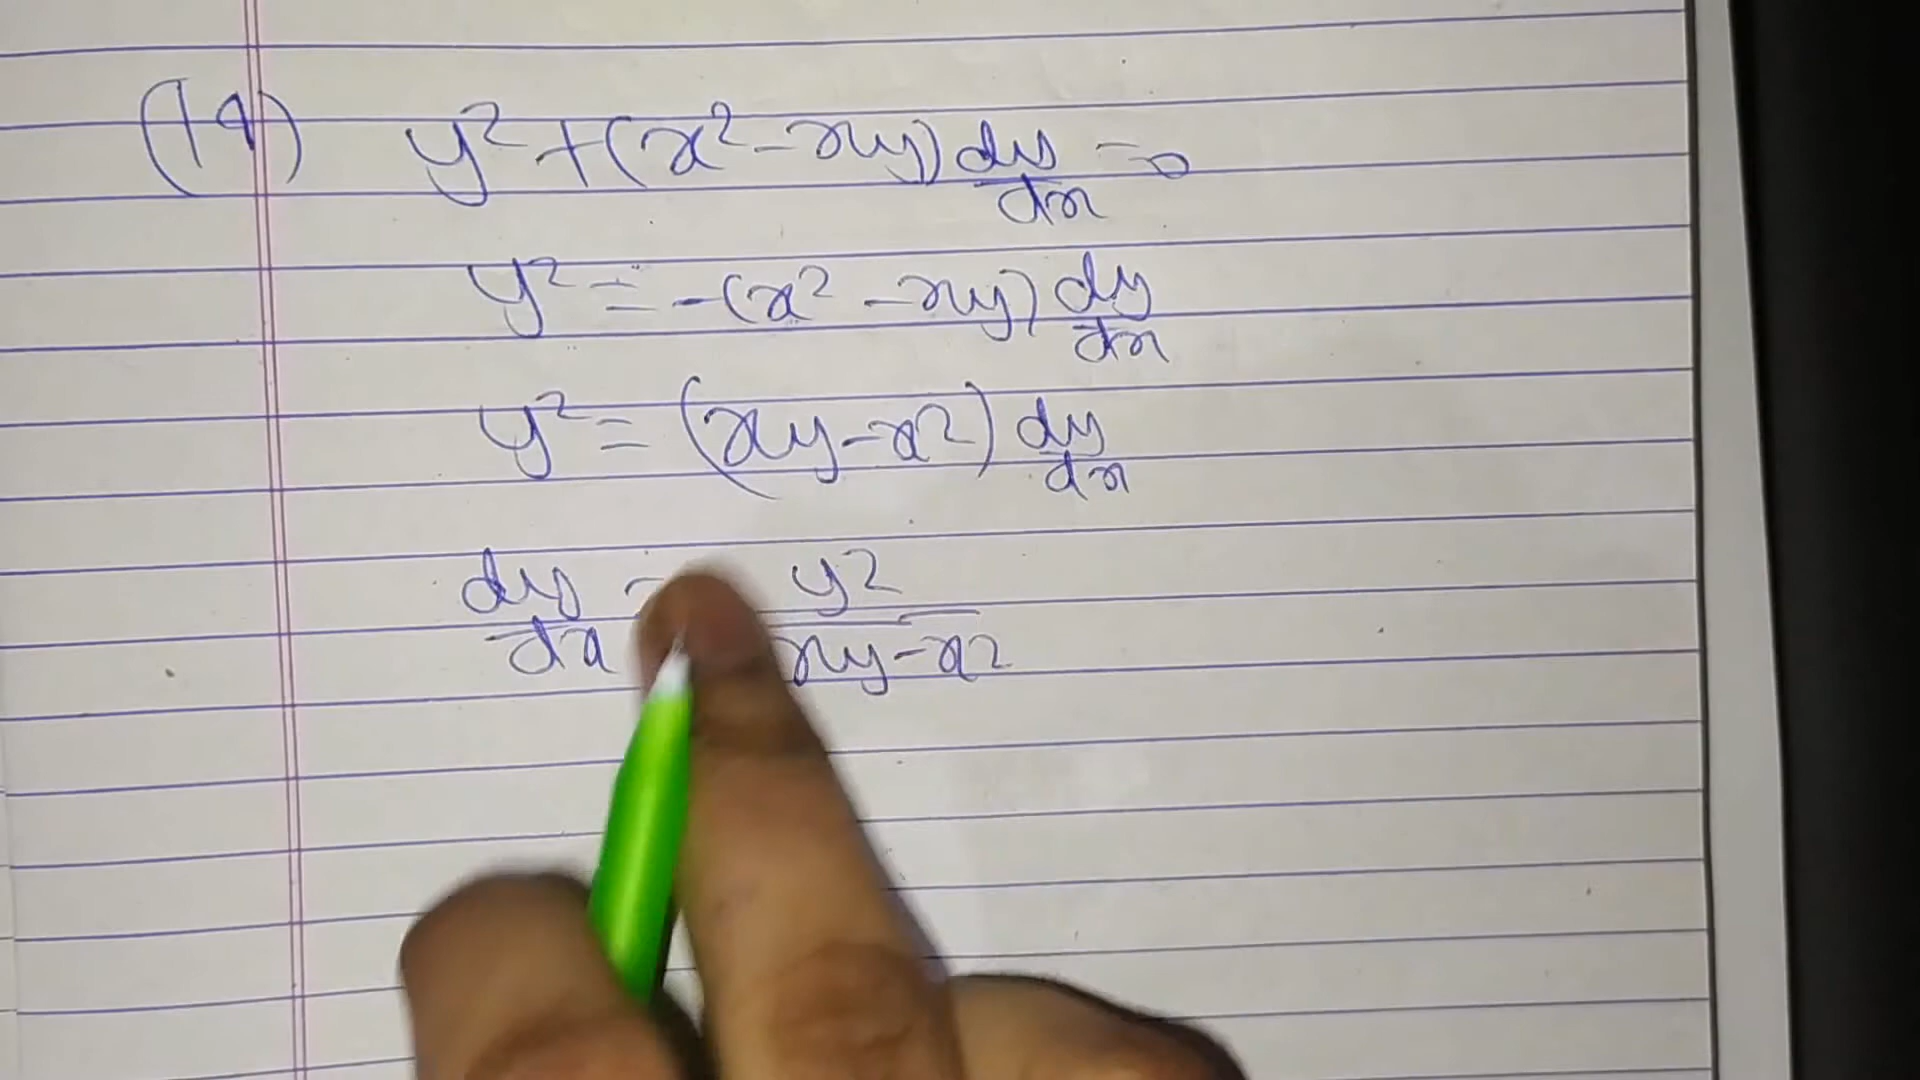 (19) y² + (x² - xy) dy/dx = 0
y² = -(x² - xy) dy/dx
y² = (xy - x²) dy/dx
dy/dx = y²/xy - x²